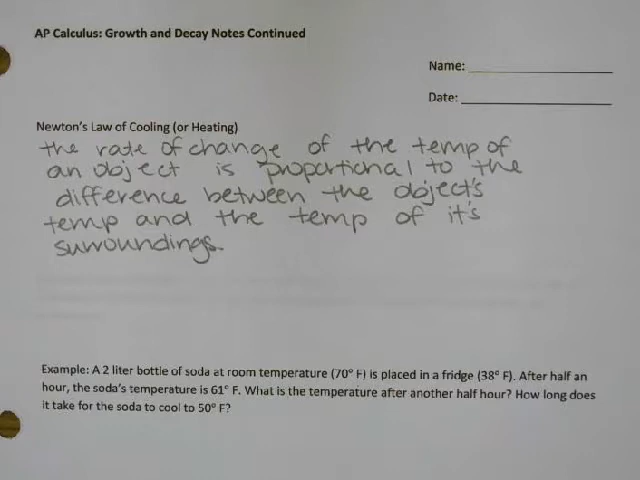 AP Calculus: Growth and Decay Notes Continued
Name:
Date:
Newton's Law of Cooling (or Heating)
the rate of change of the temp of
an object is proportional to the
difference between the object's
temp and the temp of it's
surroundings.
Example: A 2 liter bottle of soda at room temperature (70° F) is placed in a fridge (38° F). After half an
hour, the soda's temperature is 61° F. What is the temperature after another half hour? How long does
it take for the soda to cool to 50° F?